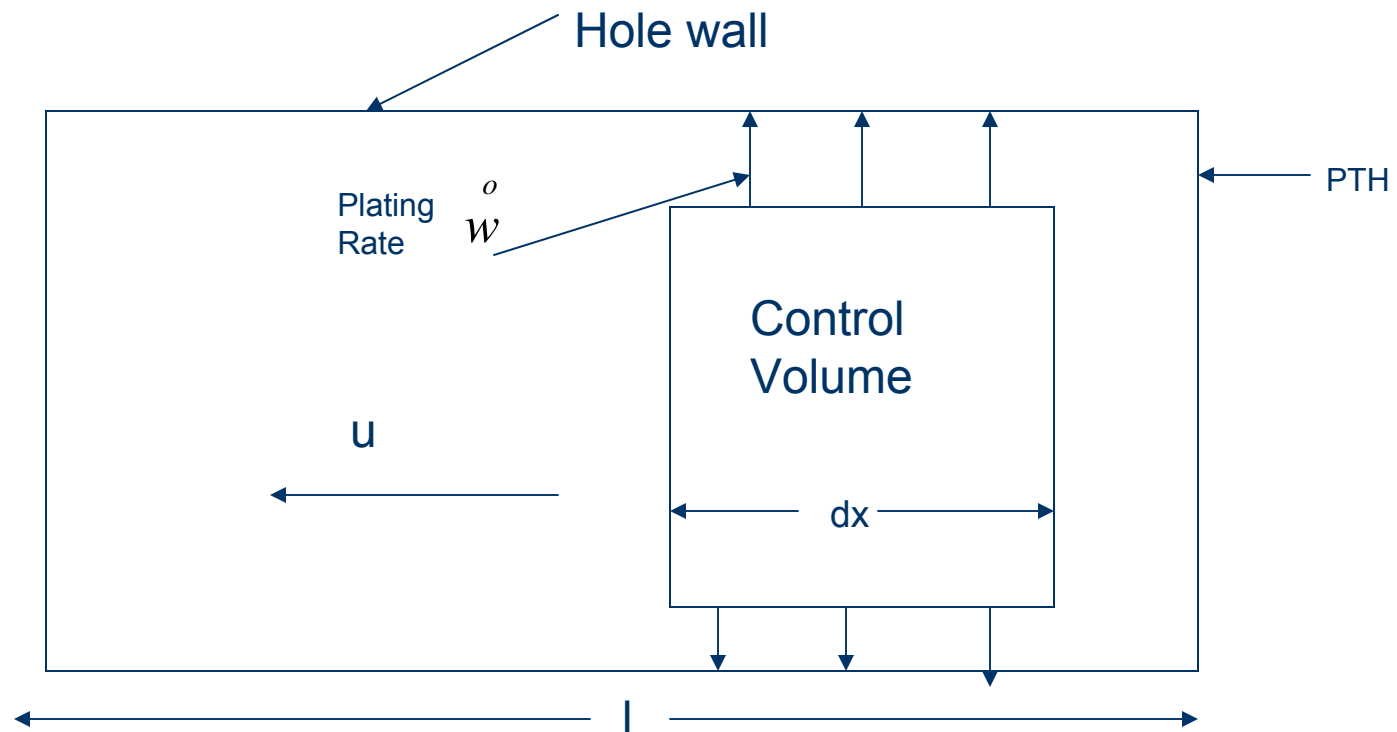 Hole wall
PTH
Plating
Rate
o
w
Control
Volume
u
dx
l